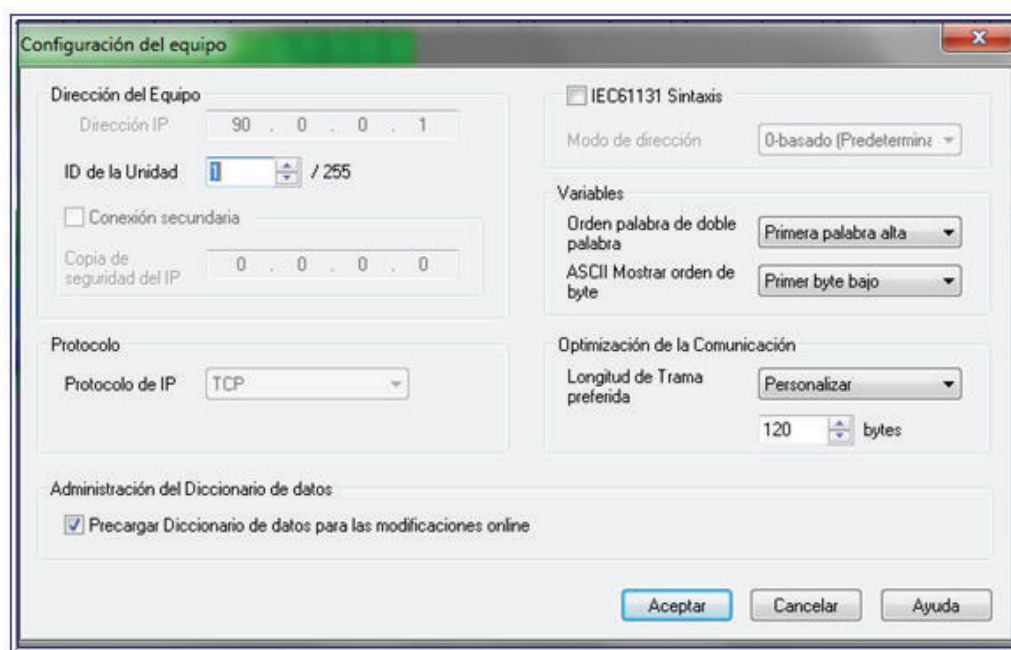 Configuración del equipo
Dirección del Equipo
Dirección IP 90 . 0 . 0 . 1
ID de la Unidad 1 / 255
Conexión secundaria
Copia de
seguridad del IP 0 . 0 . 0 . 0
Protocolo
Protocolo de IP TCP
IEC61131 Sintaxis
Modo de dirección 0-basado (Predetermina
Variables
Orden palabra de doble
palabra Primera palabra alta
ASCII Mostrar orden de
byte Primer byte bajo
Optimización de la Comunicación
Longitud de Trama
preferida Personalizar
120 bytes
Administración del Diccionario de datos
Precargar Diccionario de datos para las modificaciones online
Aceptar Cancelar Ayuda